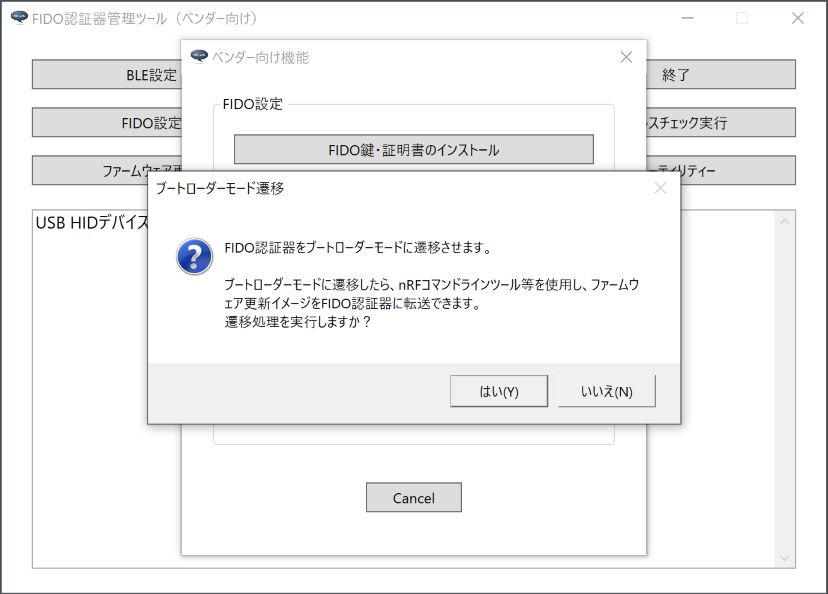 FIDO認証器管理ツール（ベンダー向け）
ベンダー向け機能
BLE設定
終了
FIDO設定
FIDO設定
スチェック実行
FIDO鍵・証明書のインストール
ファームウェア
ーティリティー
ブートローダーモード遷移
USB HIDデバイス
FIDO認証器をブートローダーモードに遷移させます。
ブートローダーモードに遷移したら、nRFコマンドラインツール等を使用し、ファームウ
ェア更新イメージをFIDO認証器に転送できます。
遷移処理を実行しますか？
はい(Y)
いいえ(N)
Cancel